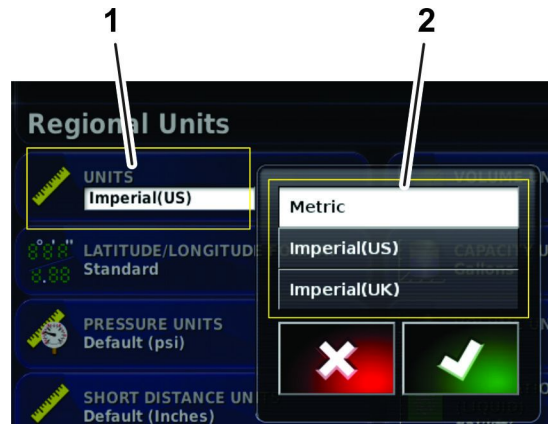 1
2
Regional Units
UNITS
Imperial(US)
VOLUME
Metric
Imperial(US)
Imperial(UK)
LATITUDE/LONGITUDE
Standard
CAPACITY U
Gallons
PRESSURE UNITS
Default (psi)
SHORT DISTANCE UN
Default (Inches)